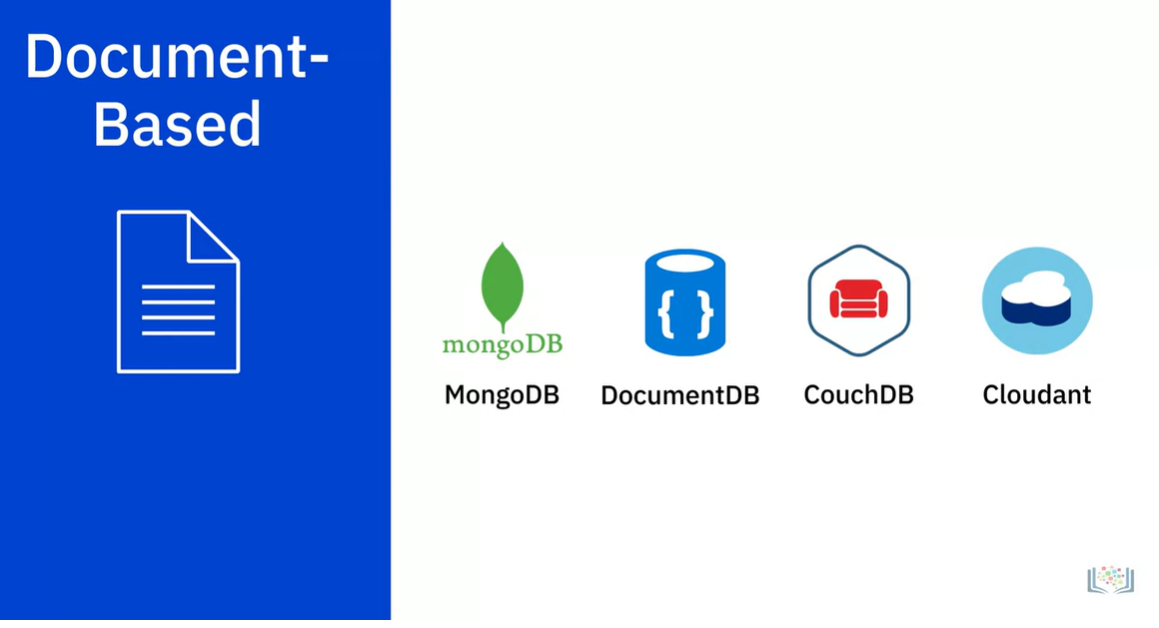 Document-
Based
mongoDB
{ }
MongoDB
DocumentDB
CouchDB
Cloudant